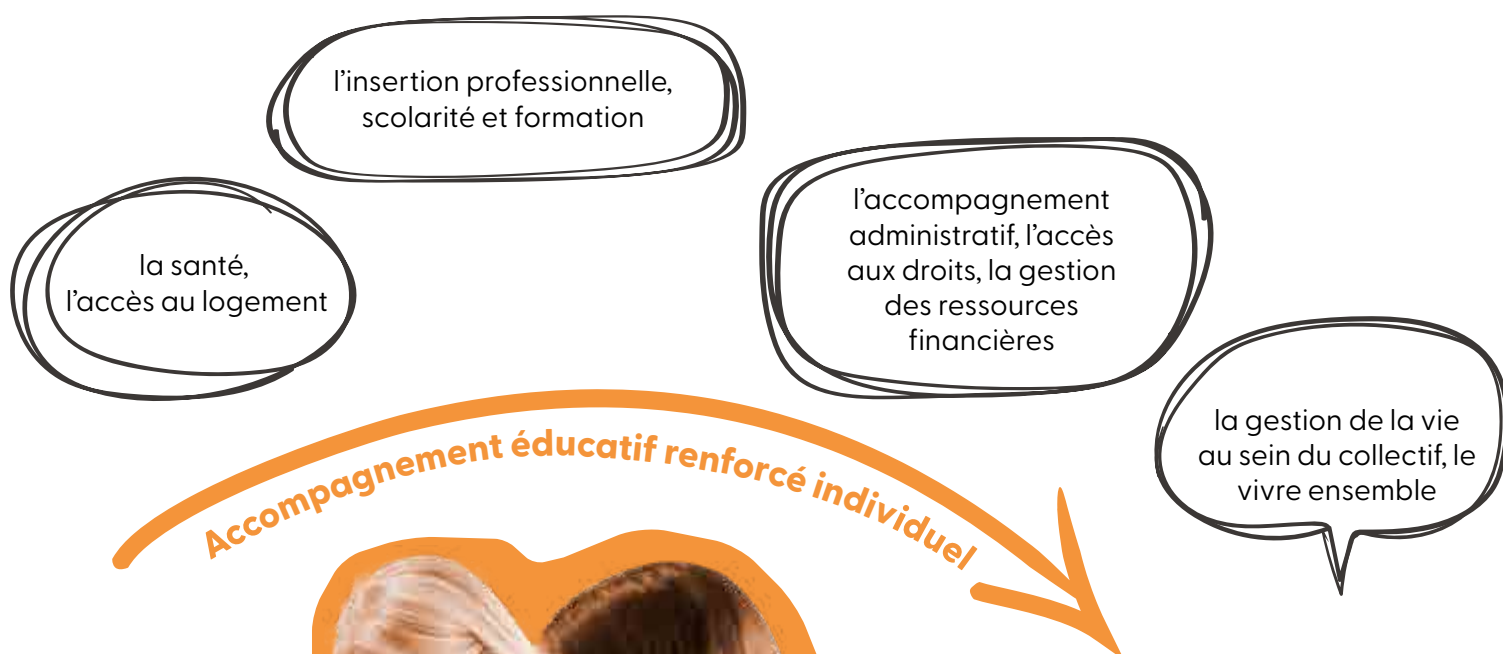 l'insertion professionnelle,
scolarité et formation
la santé,
l'accès au logement
l'accompagnement
administratif, l'accès
aux droits, la gestion
des ressources
financières
la gestion de la vie
au sein du collectif, le
vivre ensemble
Accompagnement éducatif renforcé individuel